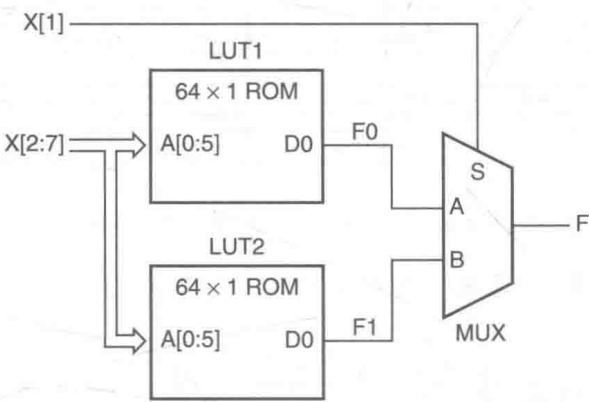 X[1]
LUT1
64 × 1 ROM
X[2:7]
A[0:5]
D0
F0
S
A
F
B
LUT2
64 × 1 ROM
A[0:5]
D0
F1
MUX